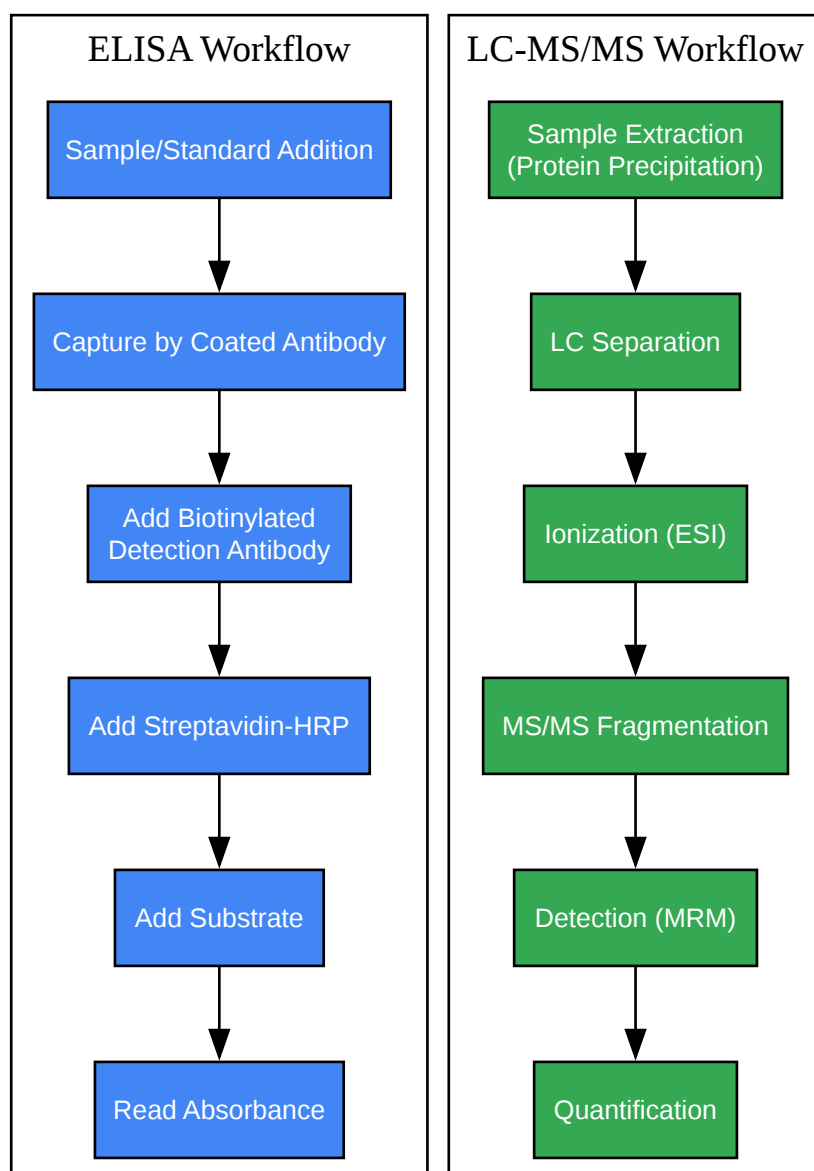 ELISA Workflow
Sample/Standard Addition
Capture by Coated Antibody
Add Biotinylated
Detection Antibody
Add Streptavidin-HRP
Add Substrate
Read Absorbance
LC-MS/MS Workflow
Sample Extraction
(Protein Precipitation)
LC Separation
Ionization (ESI)
MS/MS Fragmentation
Detection (MRM)
Quantification